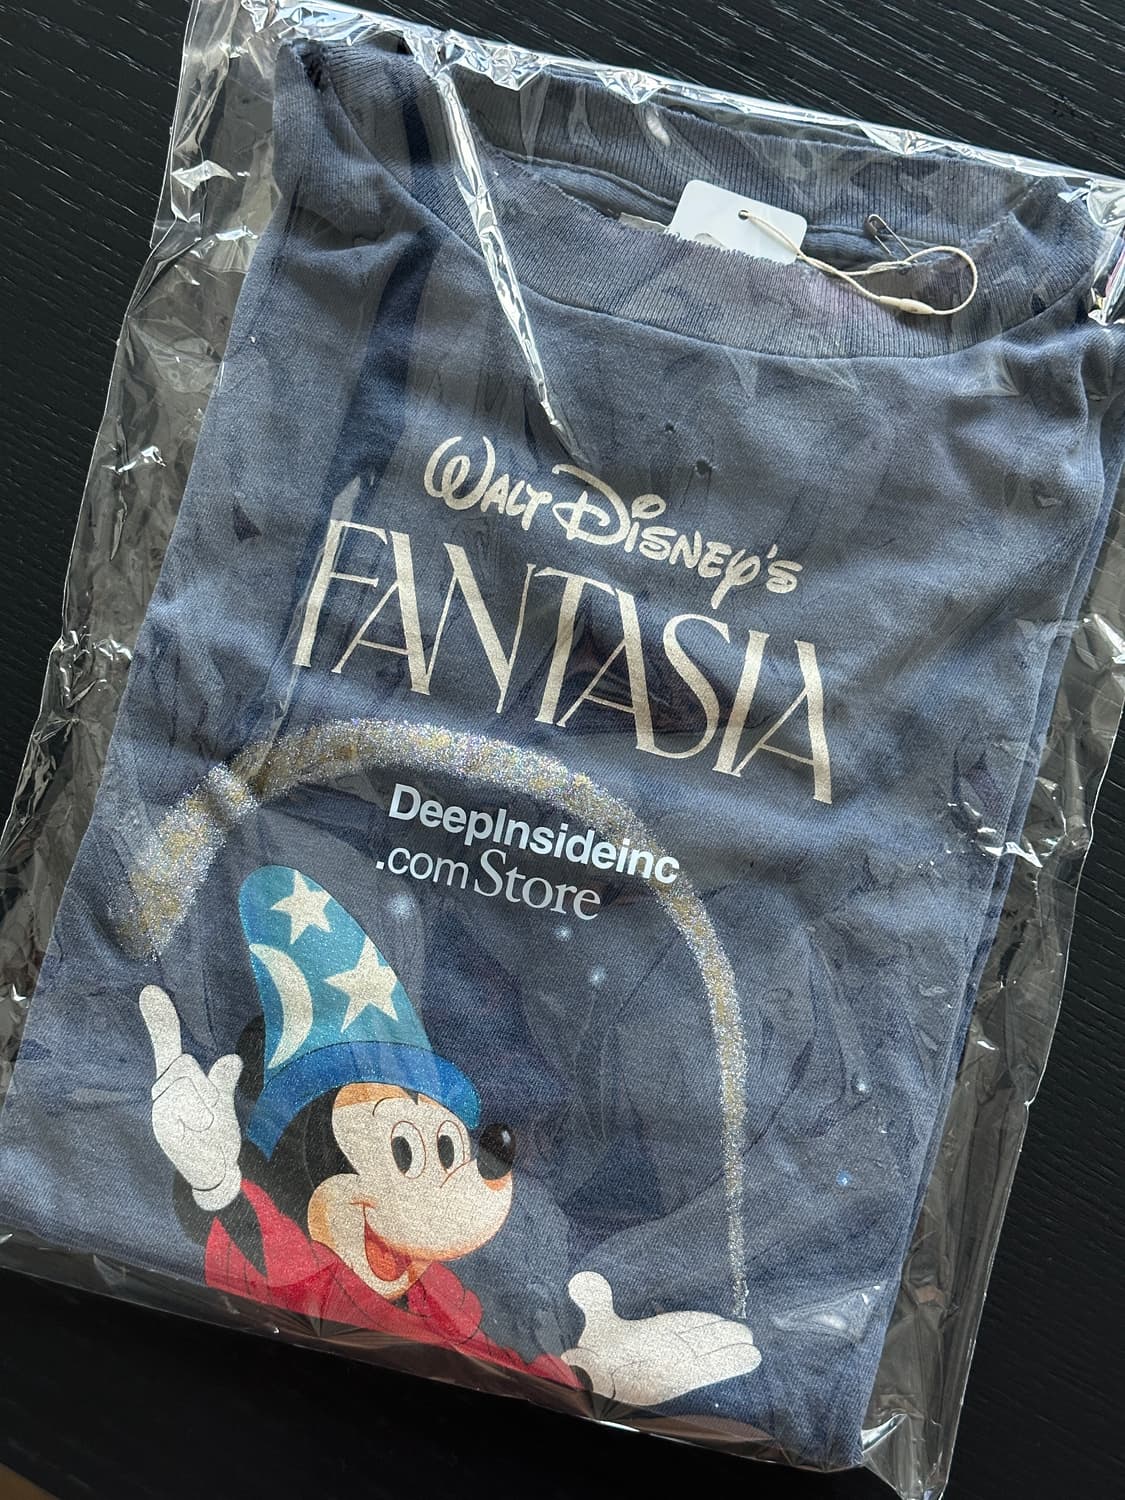 WALT DISNEY'S
FANTASIA
DeepInsideinc
.com Store